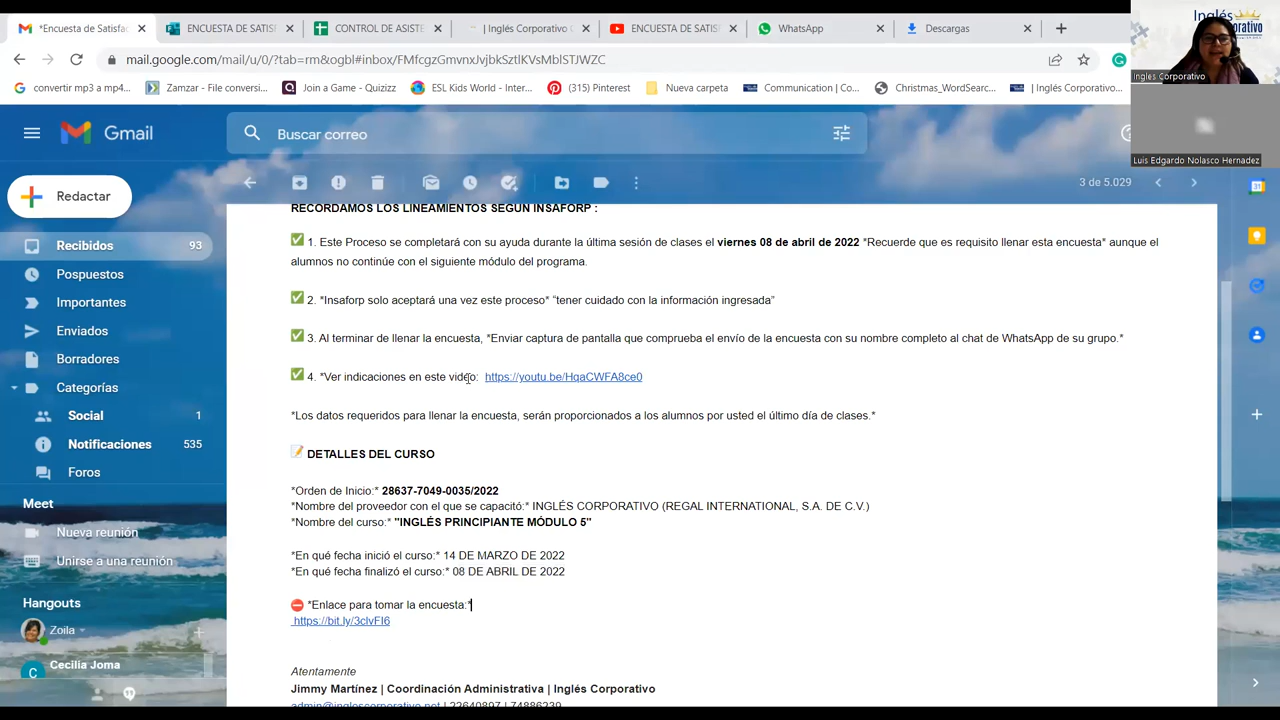 *Encuesta de Satisfac
ENCUESTA DE SATISF
CONTROL DE ASISTE
| Inglés Corporativo C
ENCUESTA DE SATISF
WhatsApp
Descargas
Inglés
mail.google.com/mail/u/0/?tab=rm&ogbl#inbox/FMfcgzGmvnxJvjbkSztlKVsMblSTJWZC
Ingles Corporativo
convertir mp3 a mp4...
Zamzar - File conversi...
Join a Game - Quizizz
ESL Kids World - Inter...
(315) Pinterest
Nueva carpeta
Communication | Co...
Christmas_WordSearc...
| Inglés Corporativo...
Gmail
Buscar correo
Luis Edgardo Nolasco Hernadez
Redactar
3 de 5.029
Recibidos 93
Pospuestos
Importantes
Enviados
Borradores
Categorías
Social 1
Notificaciones 535
Foros
Meet
Nueva reunión
Unirse a una reunión
Hangouts
Zoila
Cecilia Joma
RECORDAMOS LOS LINEAMIENTOS SEGÚN INSAFORP :
✅ 1. Este Proceso se completará con su ayuda durante la última sesión de clases el viernes 08 de abril de 2022 *Recuerde que es requisito llenar esta encuesta* aunque el
alumnos no continúe con el siguiente módulo del programa.
✅ 2. *Insaforp solo aceptará una vez este proceso* “tener cuidado con la información ingresada”
✅ 3. Al terminar de llenar la encuesta, *Enviar captura de pantalla que comprueba el envío de la encuesta con su nombre completo al chat de WhatsApp de su grupo.*
✅ 4. *Ver indicaciones en este video: https://youtu.be/HqaCWFA8ce0
*Los datos requeridos para llenar la encuesta, serán proporcionados a los alumnos por usted el último día de clases.*
📝 DETALLES DEL CURSO
*Orden de Inicio:* 28637-7049-0035/2022
*Nombre del proveedor con el que se capacitó:* INGLÉS CORPORATIVO (REGAL INTERNATIONAL, S.A. DE C.V.)
*Nombre del curso:* "INGLÉS PRINCIPIANTE MÓDULO 5"
*En qué fecha inició el curso:* 14 DE MARZO DE 2022
*En qué fecha finalizó el curso:* 08 DE ABRIL DE 2022
⛔ *Enlace para tomar la encuesta:*
https://bit.ly/3clvFI6
Atentamente
Jimmy Martínez | Coordinación Administrativa | Inglés Corporativo
admin@inglescorporativo.net | 22640897 | 74886239